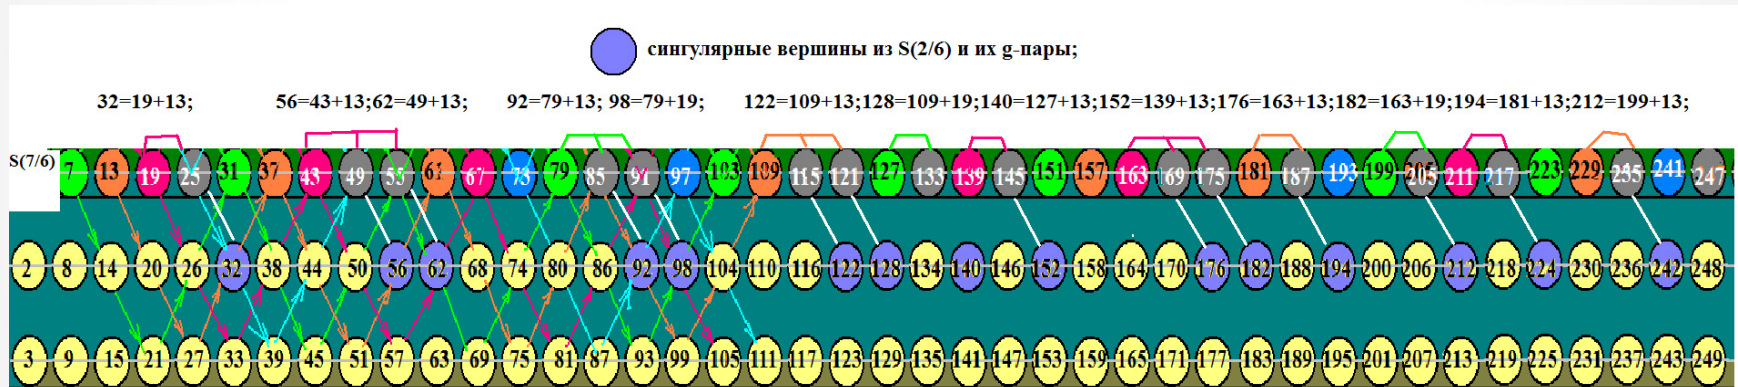 сингулярные вершины из S(2/6) и их g-пары;
32=19+13; 56=43+13;62=49+13; 92=79+13; 98=79+19; 122=109+13;128=109+19;140=127+13;152=139+13;176=163+13;182=163+19;194=181+13;212=199+13;
S(7/6) 7 13 19 25 31 37 43 49 55 61 67 73 79 85 91 97 103 109 115 121 127 133 139 145 151 157 163 169 175 181 187 193 199 205 211 217 223 229 235 241 247
2 8 14 20 26 32 38 44 50 56 62 68 74 80 86 92 98 104 110 116 122 128 134 140 146 152 158 164 170 176 182 188 194 200 206 212 218 224 230 236 242 248
3 9 15 21 27 33 39 45 51 57 63 69 75 81 87 93 99 105 111 117 123 129 135 141 147 153 159 165 171 177 183 189 195 201 207 213 219 225 231 237 243 249